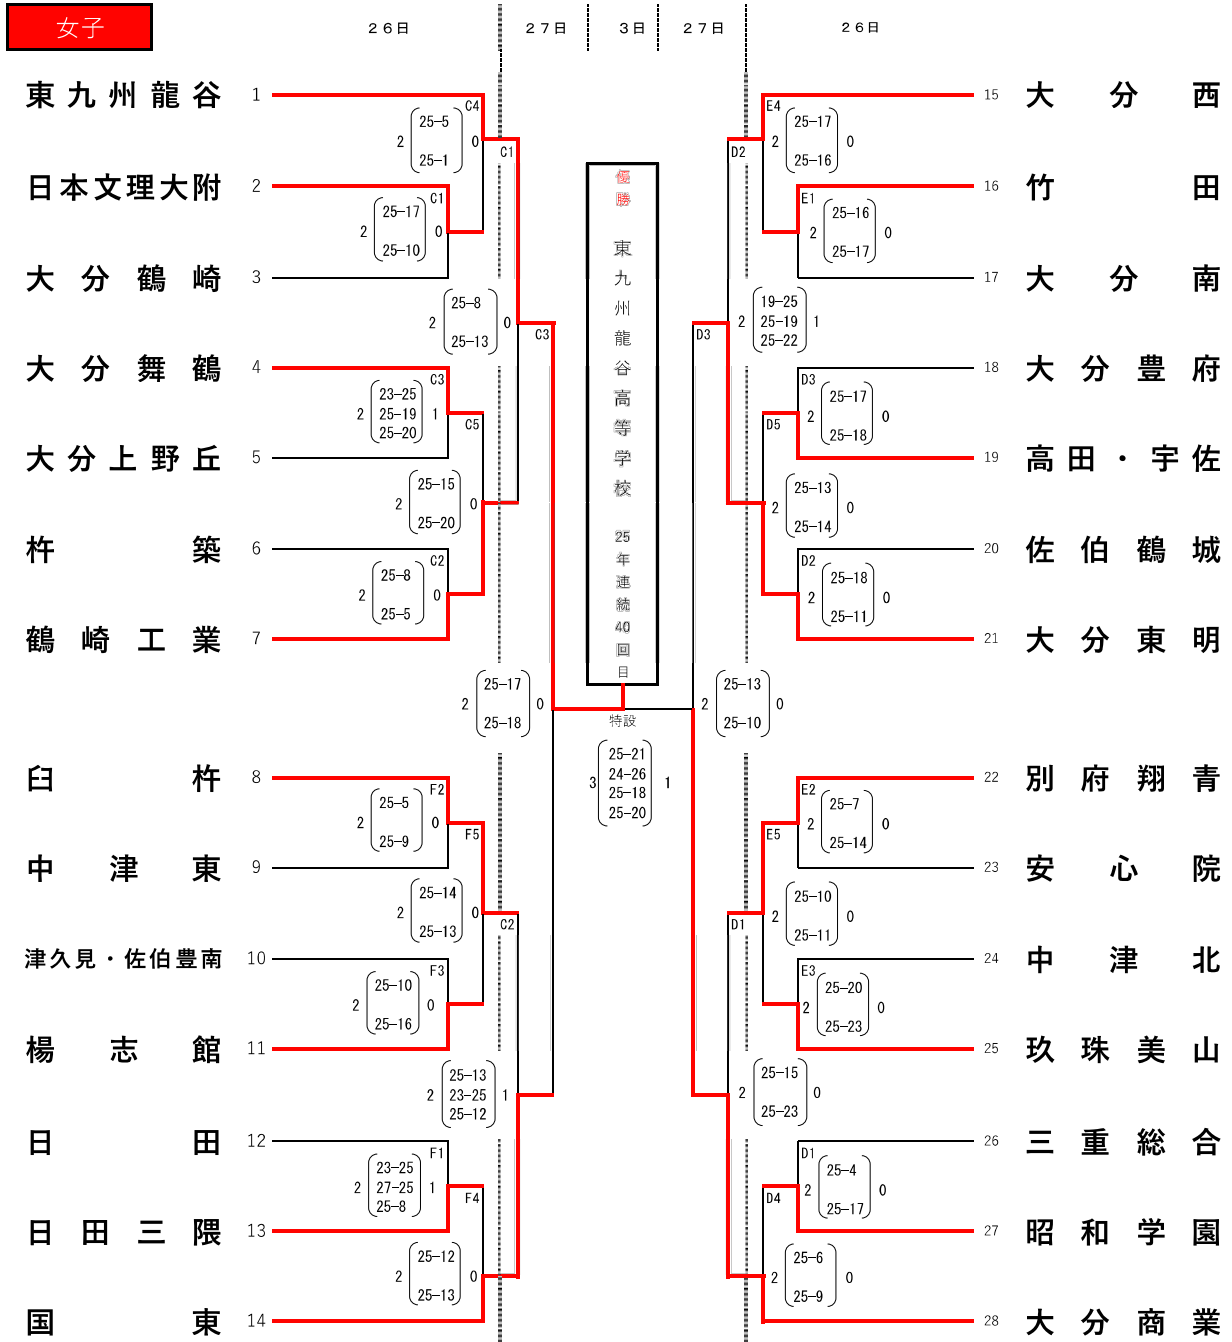 女子
26日 27日 3日 27日 26日
東九州龍谷 1
日本文理大附 2
大分鶴崎 3
大分舞鶴 4
大分上野丘 5
杵築 6
鶴崎工業 7
臼杵 8
中津東 9
津久見・佐伯豊南 10
楊志館 11
日田 12
日田三隈 13
国東 14
C4
2 25-5 0
25-1
C1
2 25-17 0
25-10
C1
2 25-8 0
25-13
C3
23-25
2 25-19 1
25-20
C5
2 25-15 0
25-20
C2
2 25-8 0
25-5
C3
2 25-17 0
25-18
F2
2 25-5 0
25-9
F5
2 25-14 0
25-13
F3
2 25-10 0
25-16
C2
25-13
2 23-25 1
25-12
F1
23-25
2 27-25 1
25-8
F4
2 25-12 0
25-13
優勝
東九州龍谷高等学校
25年連続40回目
特設
25-21
24-26
3 25-18 1
25-20
E4
2 25-17 0
25-16
D2
E1
2 25-16 0
25-17
19-25
2 25-19 1
25-22
D3
D3
2 25-17 0
25-18
D5
2 25-13 0
25-14
D2
2 25-18 0
25-11
2 25-13 0
25-10
E2
2 25-7 0
25-14
E5
2 25-10 0
25-11
D1
E3
2 25-20 0
25-23
2 25-15 0
25-23
D1
2 25-4 0
25-17
D4
2 25-6 0
25-9
15 大分西
16 竹田
17 大分南
18 大分豊府
19 高田・宇佐
20 佐伯鶴城
21 大分東明
22 別府翔青
23 安心院
24 中津北
25 玖珠美山
26 三重総合
27 昭和学園
28 大分商業